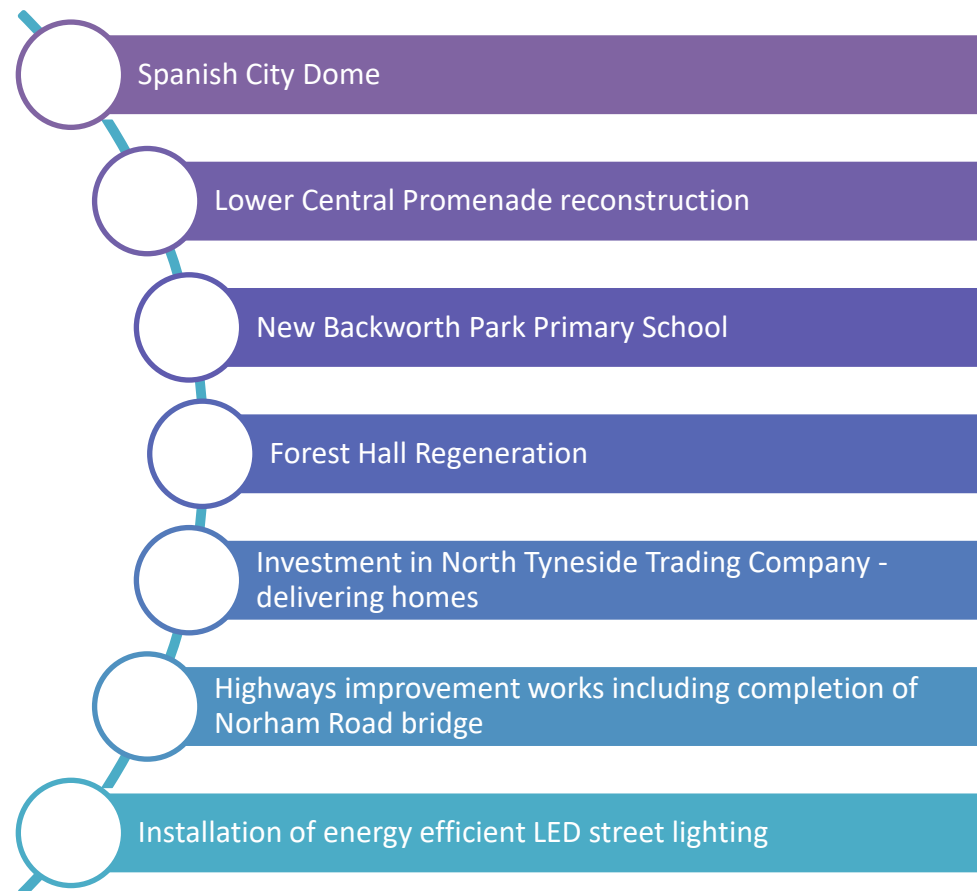 Spanish City Dome
Lower Central Promenade reconstruction
New Backworth Park Primary School
Forest Hall Regeneration
Investment in North Tyneside Trading Company -
delivering homes
Highways improvement works including completion of
Norham Road bridge
Installation of energy efficient LED street lighting